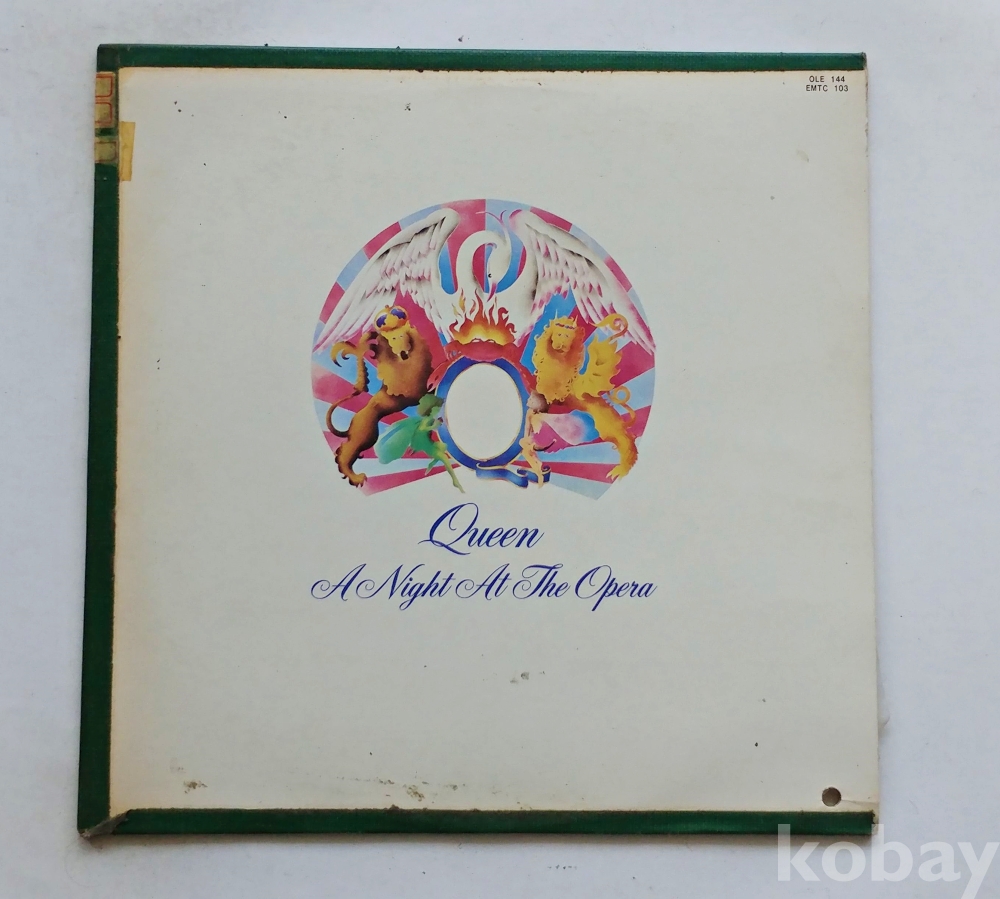 OLE 144
EMTC 103
Queen
A Night At The Opera
kobay